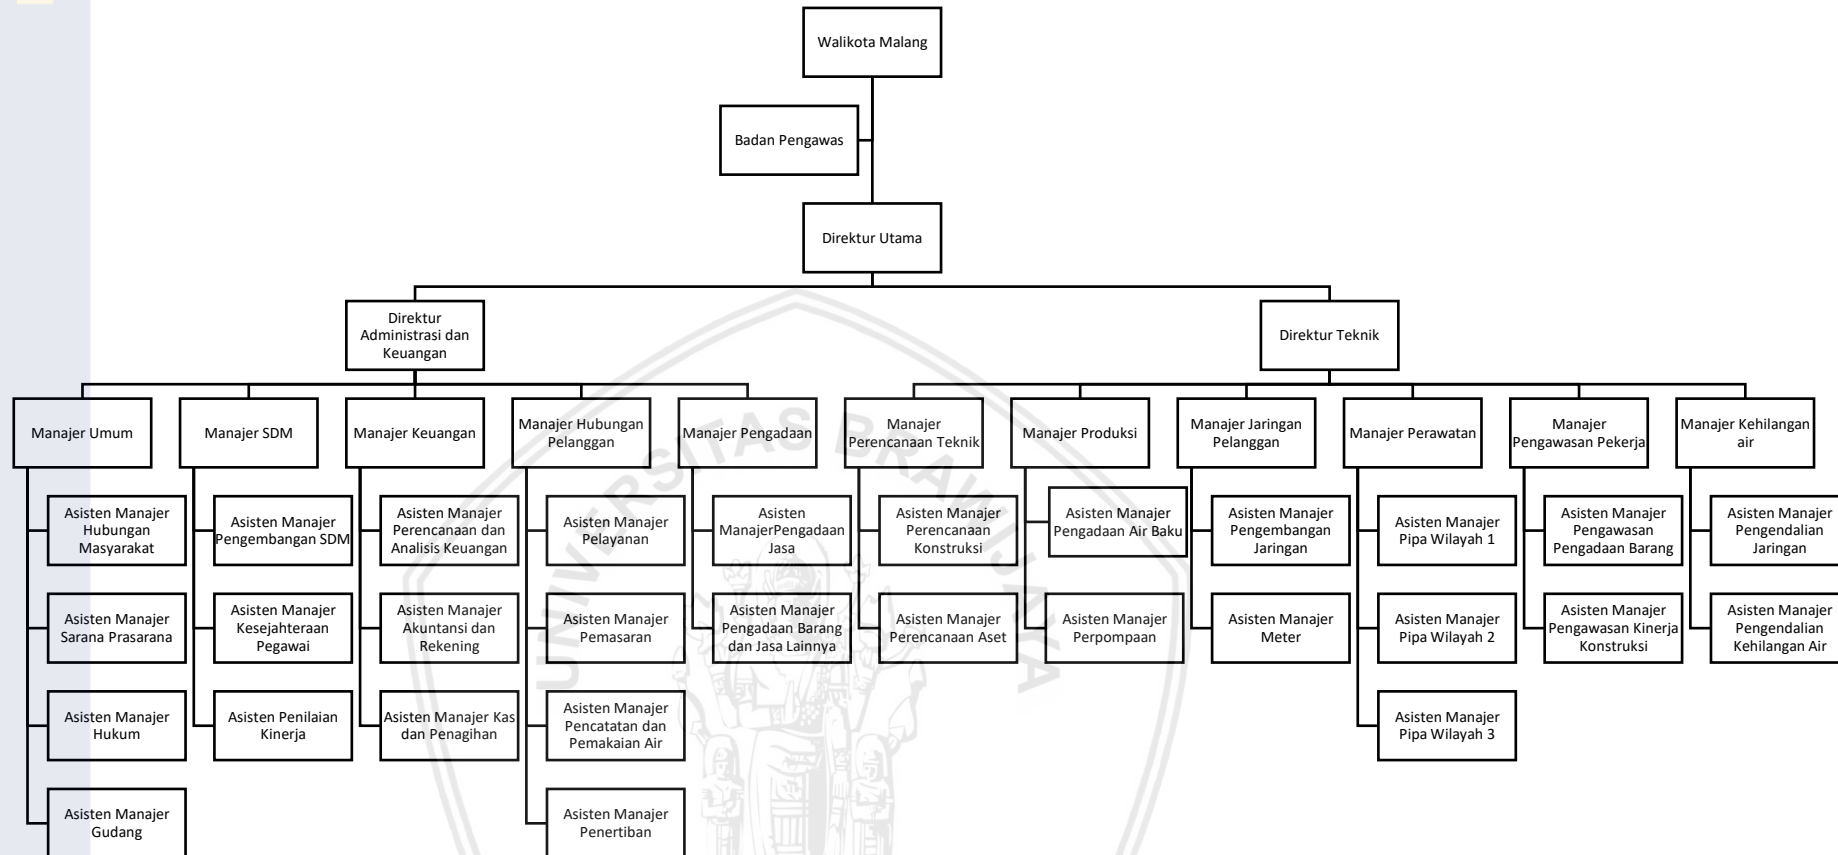 Walikota Malang
Badan Pengawas
Direktur Utama
Direktur
Administrasi dan
Keuangan
Direktur Teknik
Manajer Umum
Manajer SDM
Manajer Keuangan
Manajer Hubungan
Pelanggan
Manajer Pengadaan
Manajer
Perencanaan Teknik
Manajer Produksi
Manajer Jaringan
Pelanggan
Manajer Perawatan
Manajer
Pengawasan Pekerja
Manajer Kehilangan
air
Asisten Manajer
Hubungan
Masyarakat
Asisten Manajer
Pengembangan SDM
Asisten Manajer
Perencanaan dan
Analisis Keuangan
Asisten Manajer
Pelayanan
Asisten
ManajerPengadaan
Jasa
Asisten Manajer
Perencanaan
Konstruksi
Asisten Manajer
Pengadaan Air Baku
Asisten Manajer
Pengembangan
Jaringan
Asisten Manajer
Pipa Wilayah 1
Asisten Manajer
Pengawasan
Pengadaan Barang
Asisten Manajer
Pengendalian
Jaringan
Asisten Manajer
Sarana Prasarana
Asisten Manajer
Kesejahteraan
Pegawai
Asisten Manajer
Akuntansi dan
Rekening
Asisten Manajer
Pemasaran
Asisten Manajer
Pengadaan Barang
dan Jasa Lainnya
Asisten Manajer
Perencanaan Aset
Asisten Manajer
Perpompaan
Asisten Manajer
Meter
Asisten Manajer
Pipa Wilayah 2
Asisten Manajer
Pengawasan Kinerja
Konstruksi
Asisten Manajer
Pengendalian
Kehilangan Air
Asisten Manajer
Hukum
Asisten Penilaian
Kinerja
Asisten Manajer Kas
dan Penagihan
Asisten Manajer
Pencatatan dan
Pemakaian Air
Asisten Manajer
Pipa Wilayah 3
Asisten Manajer
Gudang
Asisten Manajer
Penertiban
UNIVERSITAS BRAWIJAYA